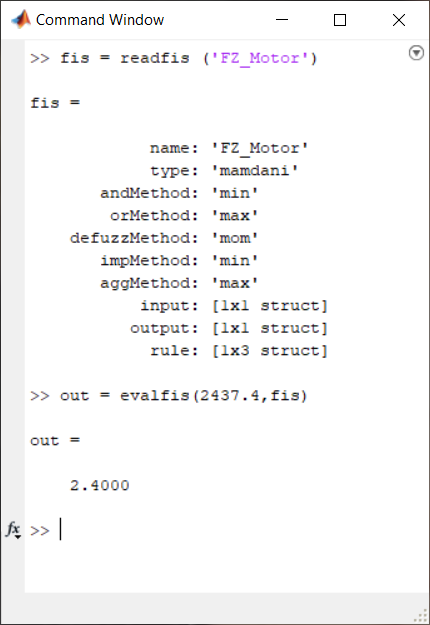 Command Window
>> fis = readfis ('FZ_Motor')
fis =
name: 'FZ_Motor'
type: 'mamdani'
andMethod: 'min'
orMethod: 'max'
defuzzMethod: 'mom'
impMethod: 'min'
aggMethod: 'max'
input: [1x1 struct]
output: [1x1 struct]
rule: [1x3 struct]
>> out = evalfis(2437.4,fis)
out =
2.4000
fx >>